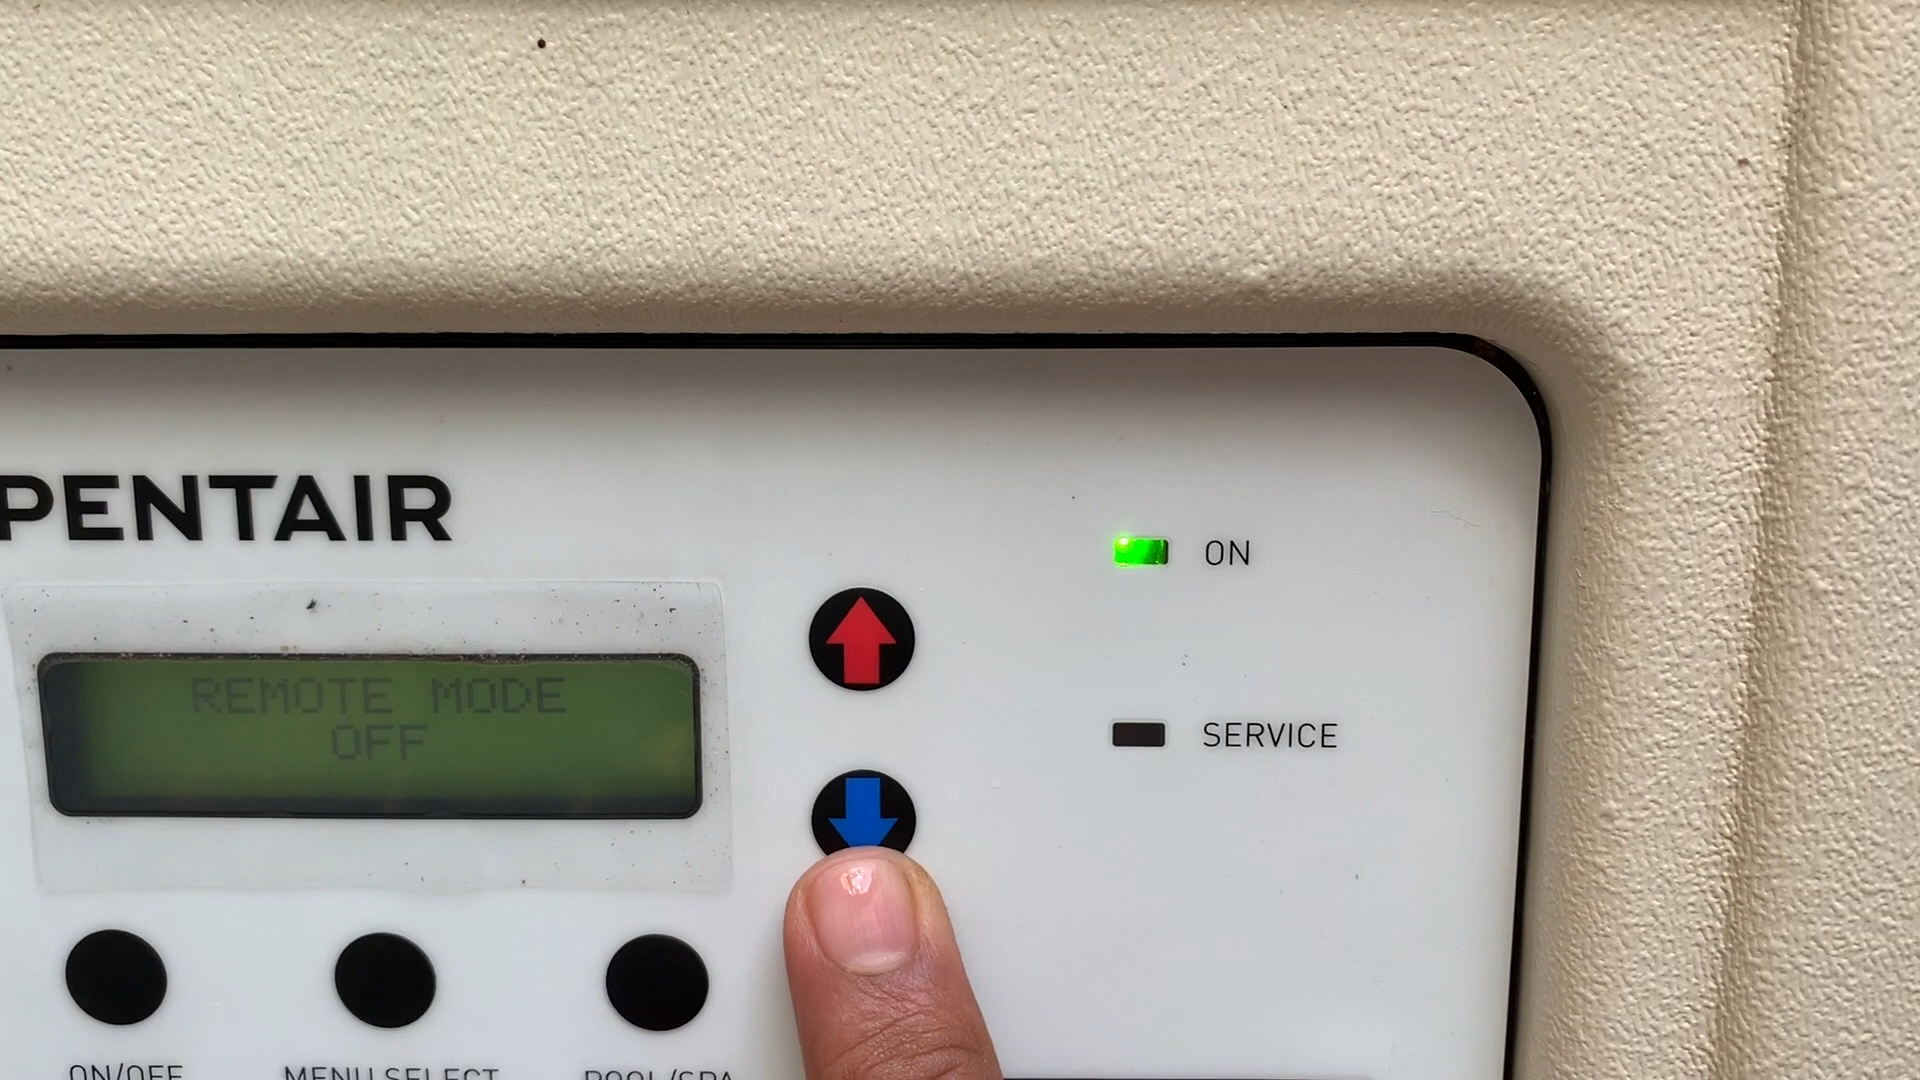 PENTAIR
ON
REMOTE MODE
OFF
SERVICE
ON/OFF
MENU SELECT
POOL/SPA